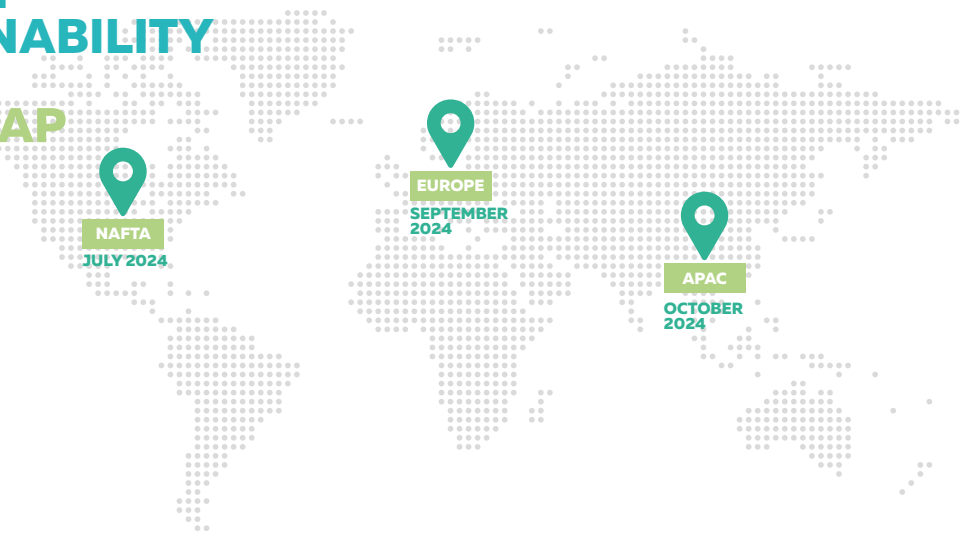 NABILITY
AP
EUROPE
SEPTEMBER
2024
NAFTA
JULY 2024
APAC
OCTOBER
2024